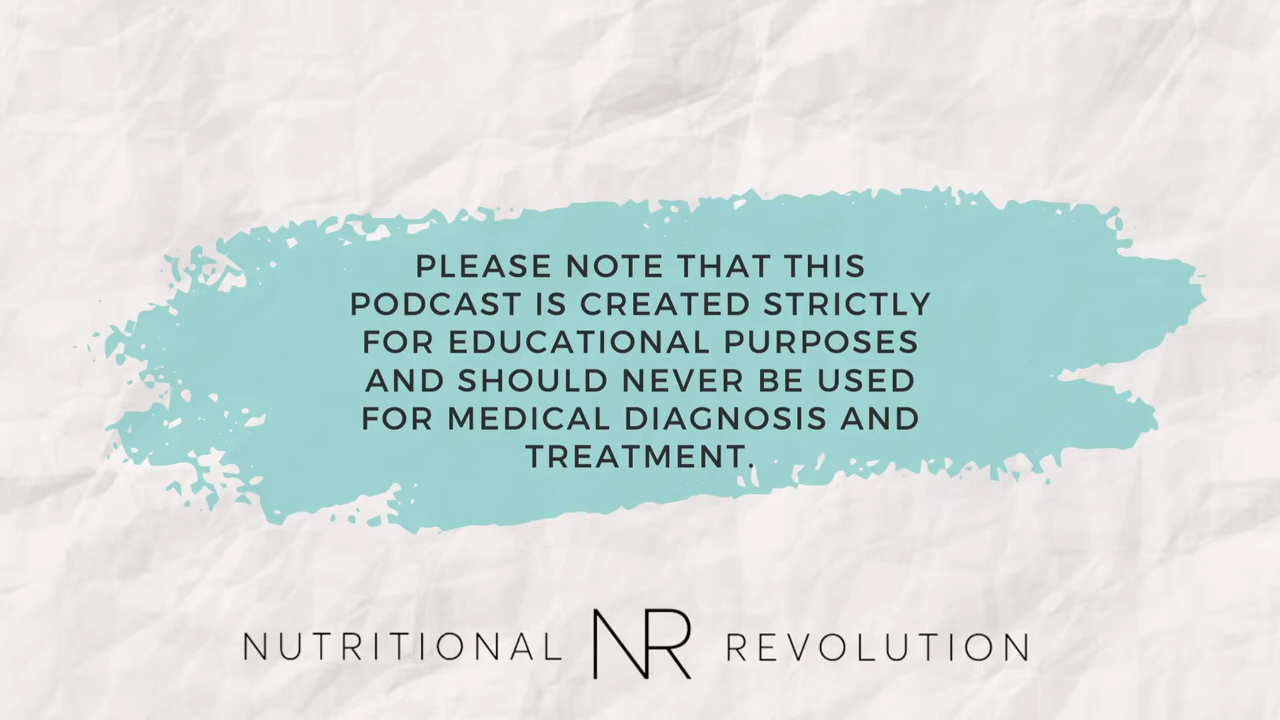 PLEASE NOTE THAT THIS
PODCAST IS CREATED STRICTLY
FOR EDUCATIONAL PURPOSES
AND SHOULD NEVER BE USED
FOR MEDICAL DIAGNOSIS AND
TREATMENT.
NUTRITIONAL NR REVOLUTION